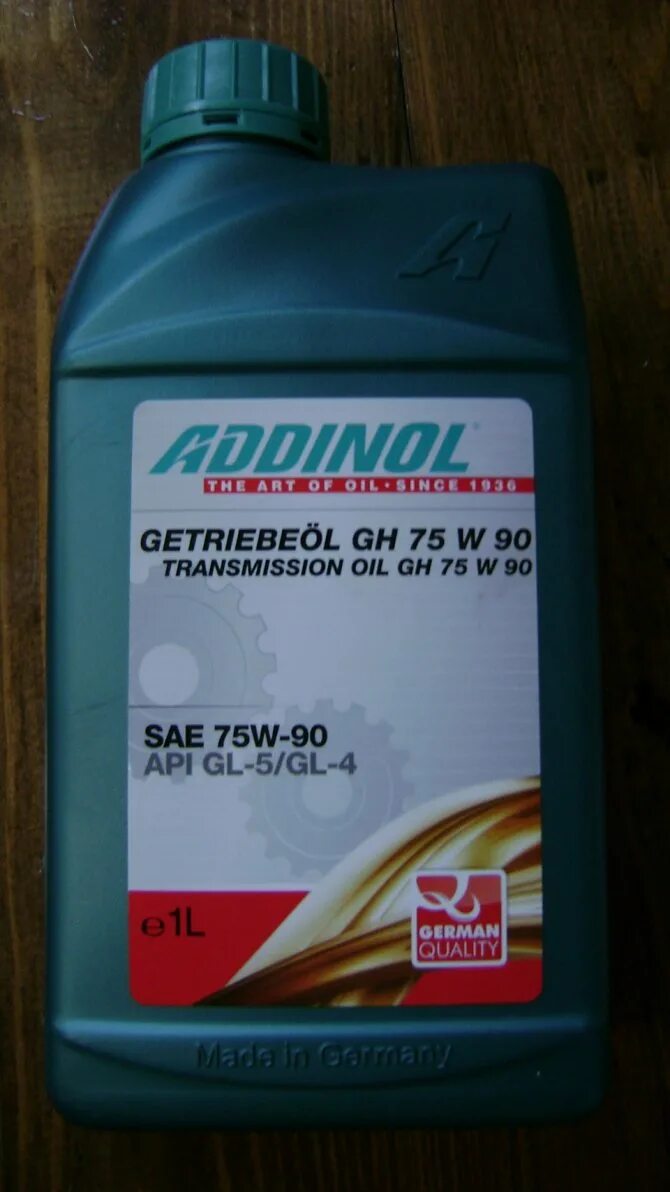 ADDINOL
THE ART OF OIL • SINCE 1936
GETRIEBEÖL GH 75 W 90
TRANSMISSION OIL GH 75 W 90
SAE 75W-90
API GL-5/GL-4
℮ 1L
GERMAN
QUALITY
Made in Germany